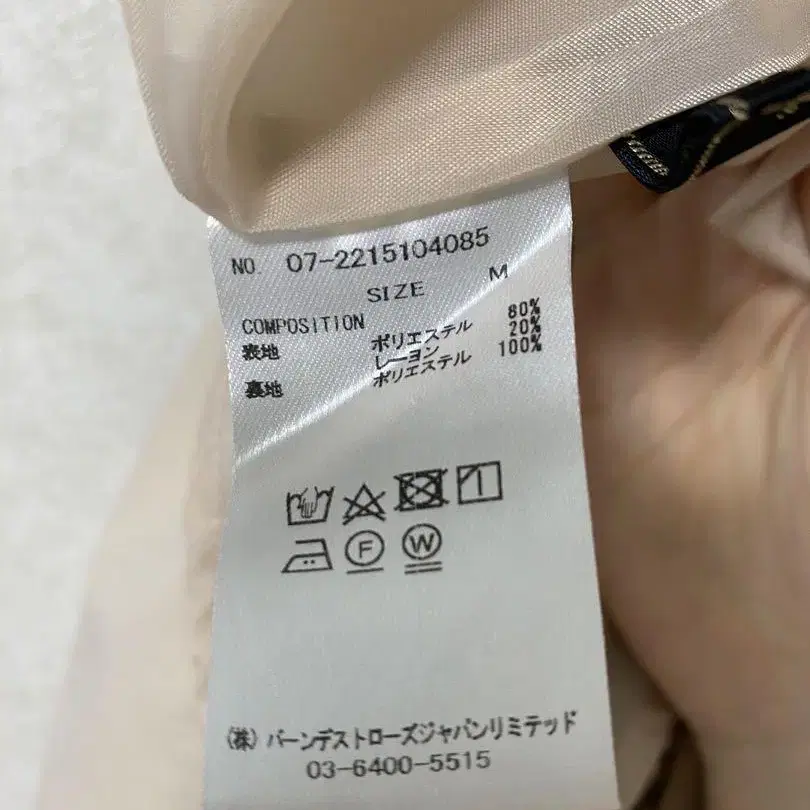 NO 07-2215104085
SIZE M
COMPOSITION
表地 ポリエステル 80%
レーヨン 20%
裏地 ポリエステル 100%
F W
(株) バーンデストローズジャパンリミテッド
03-6400-5515